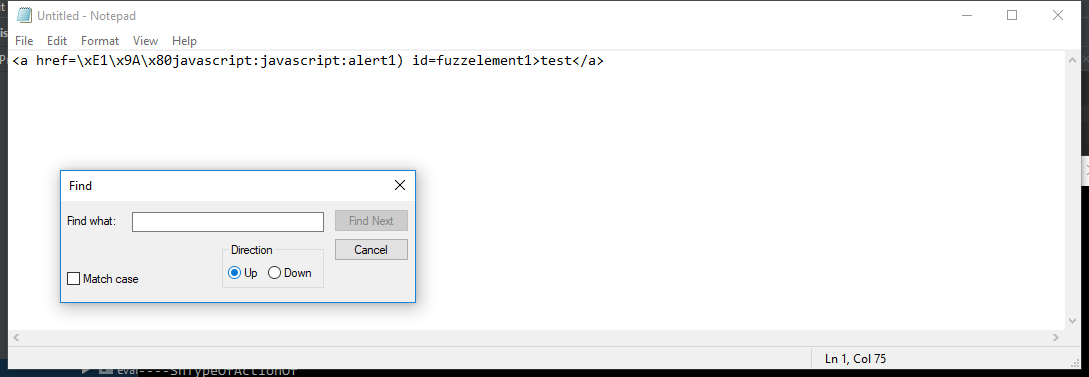 Untitled - Notepad
File Edit Format View Help
<a href=\xE1\x9A\x80javascript:javascript:alert1) id=fuzzelement1>test</a>
Find
Find what:
Find Next
Direction
Cancel
Up Down
Match case
Ln 1, Col 75